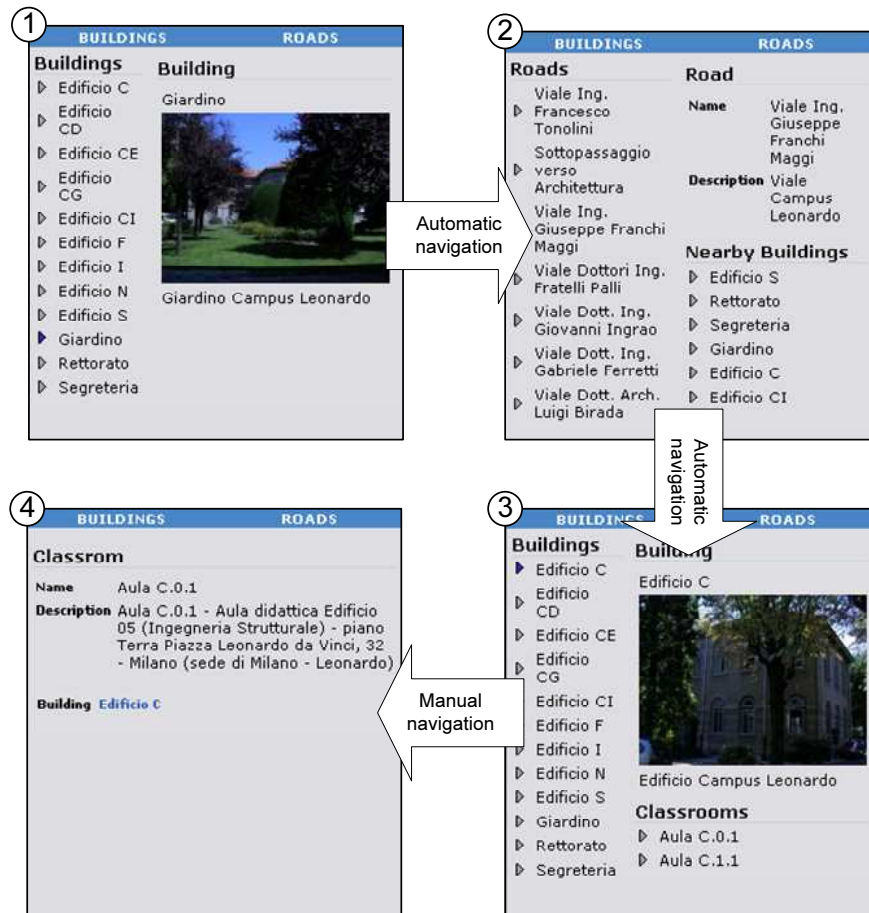 1
BUILDINGS ROADS
Buildings
Edificio C
Edificio
CD
Edificio CE
Edificio
CG
Edificio CI
Edificio F
Edificio I
Edificio N
Edificio S
Giardino
Rettorato
Segreteria
Building
Giardino
Giardino Campus Leonardo
Automatic
navigation
2
BUILDINGS ROADS
Roads
Viale Ing.
Francesco
Tonolini
Sottopassaggio
verso
Architettura
Viale Ing.
Giuseppe Franchi
Maggi
Viale Dottori Ing.
Fratelli Palli
Viale Dott. Ing.
Giovanni Ingrao
Viale Dott. Ing.
Gabriele Ferretti
Viale Dott. Arch.
Luigi Birada
Road
Name Viale Ing.
Giuseppe
Franchi
Maggi
Description Viale
Campus
Leonardo
Nearby Buildings
Edificio S
Rettorato
Segreteria
Giardino
Edificio C
Edificio CI
Automatic
navigation
3
BUILDINGS ROADS
Buildings
Edificio C
Edificio
CD
Edificio CE
Edificio
CG
Edificio CI
Edificio F
Edificio I
Edificio N
Edificio S
Giardino
Rettorato
Segreteria
Building
Edificio C
Edificio Campus Leonardo
Classrooms
Aula C.0.1
Aula C.1.1
Manual
navigation
4
BUILDINGS ROADS
Classrom
Name Aula C.0.1
Description Aula C.0.1 - Aula didattica Edificio
05 (Ingegneria Strutturale) - piano
Terra Piazza Leonardo da Vinci, 32
- Milano (sede di Milano - Leonardo)
Building Edificio C